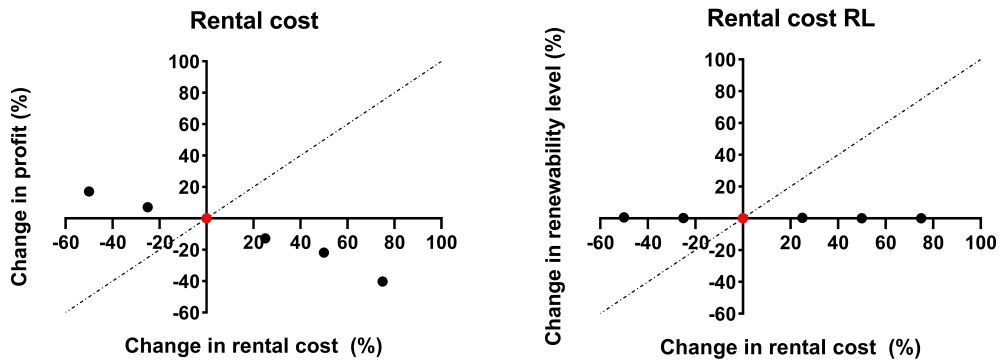 Rental cost
Change in profit (%)
100
80
60
40
20
-20
-40
-60
-60 -40 -20 20 40 60 80 100
Change in rental cost (%)
Rental cost RL
Change in renewability level (%)
100
80
60
40
20
-20
-40
-60
-60 -40 -20 20 40 60 80 100
Change in rental cost (%)